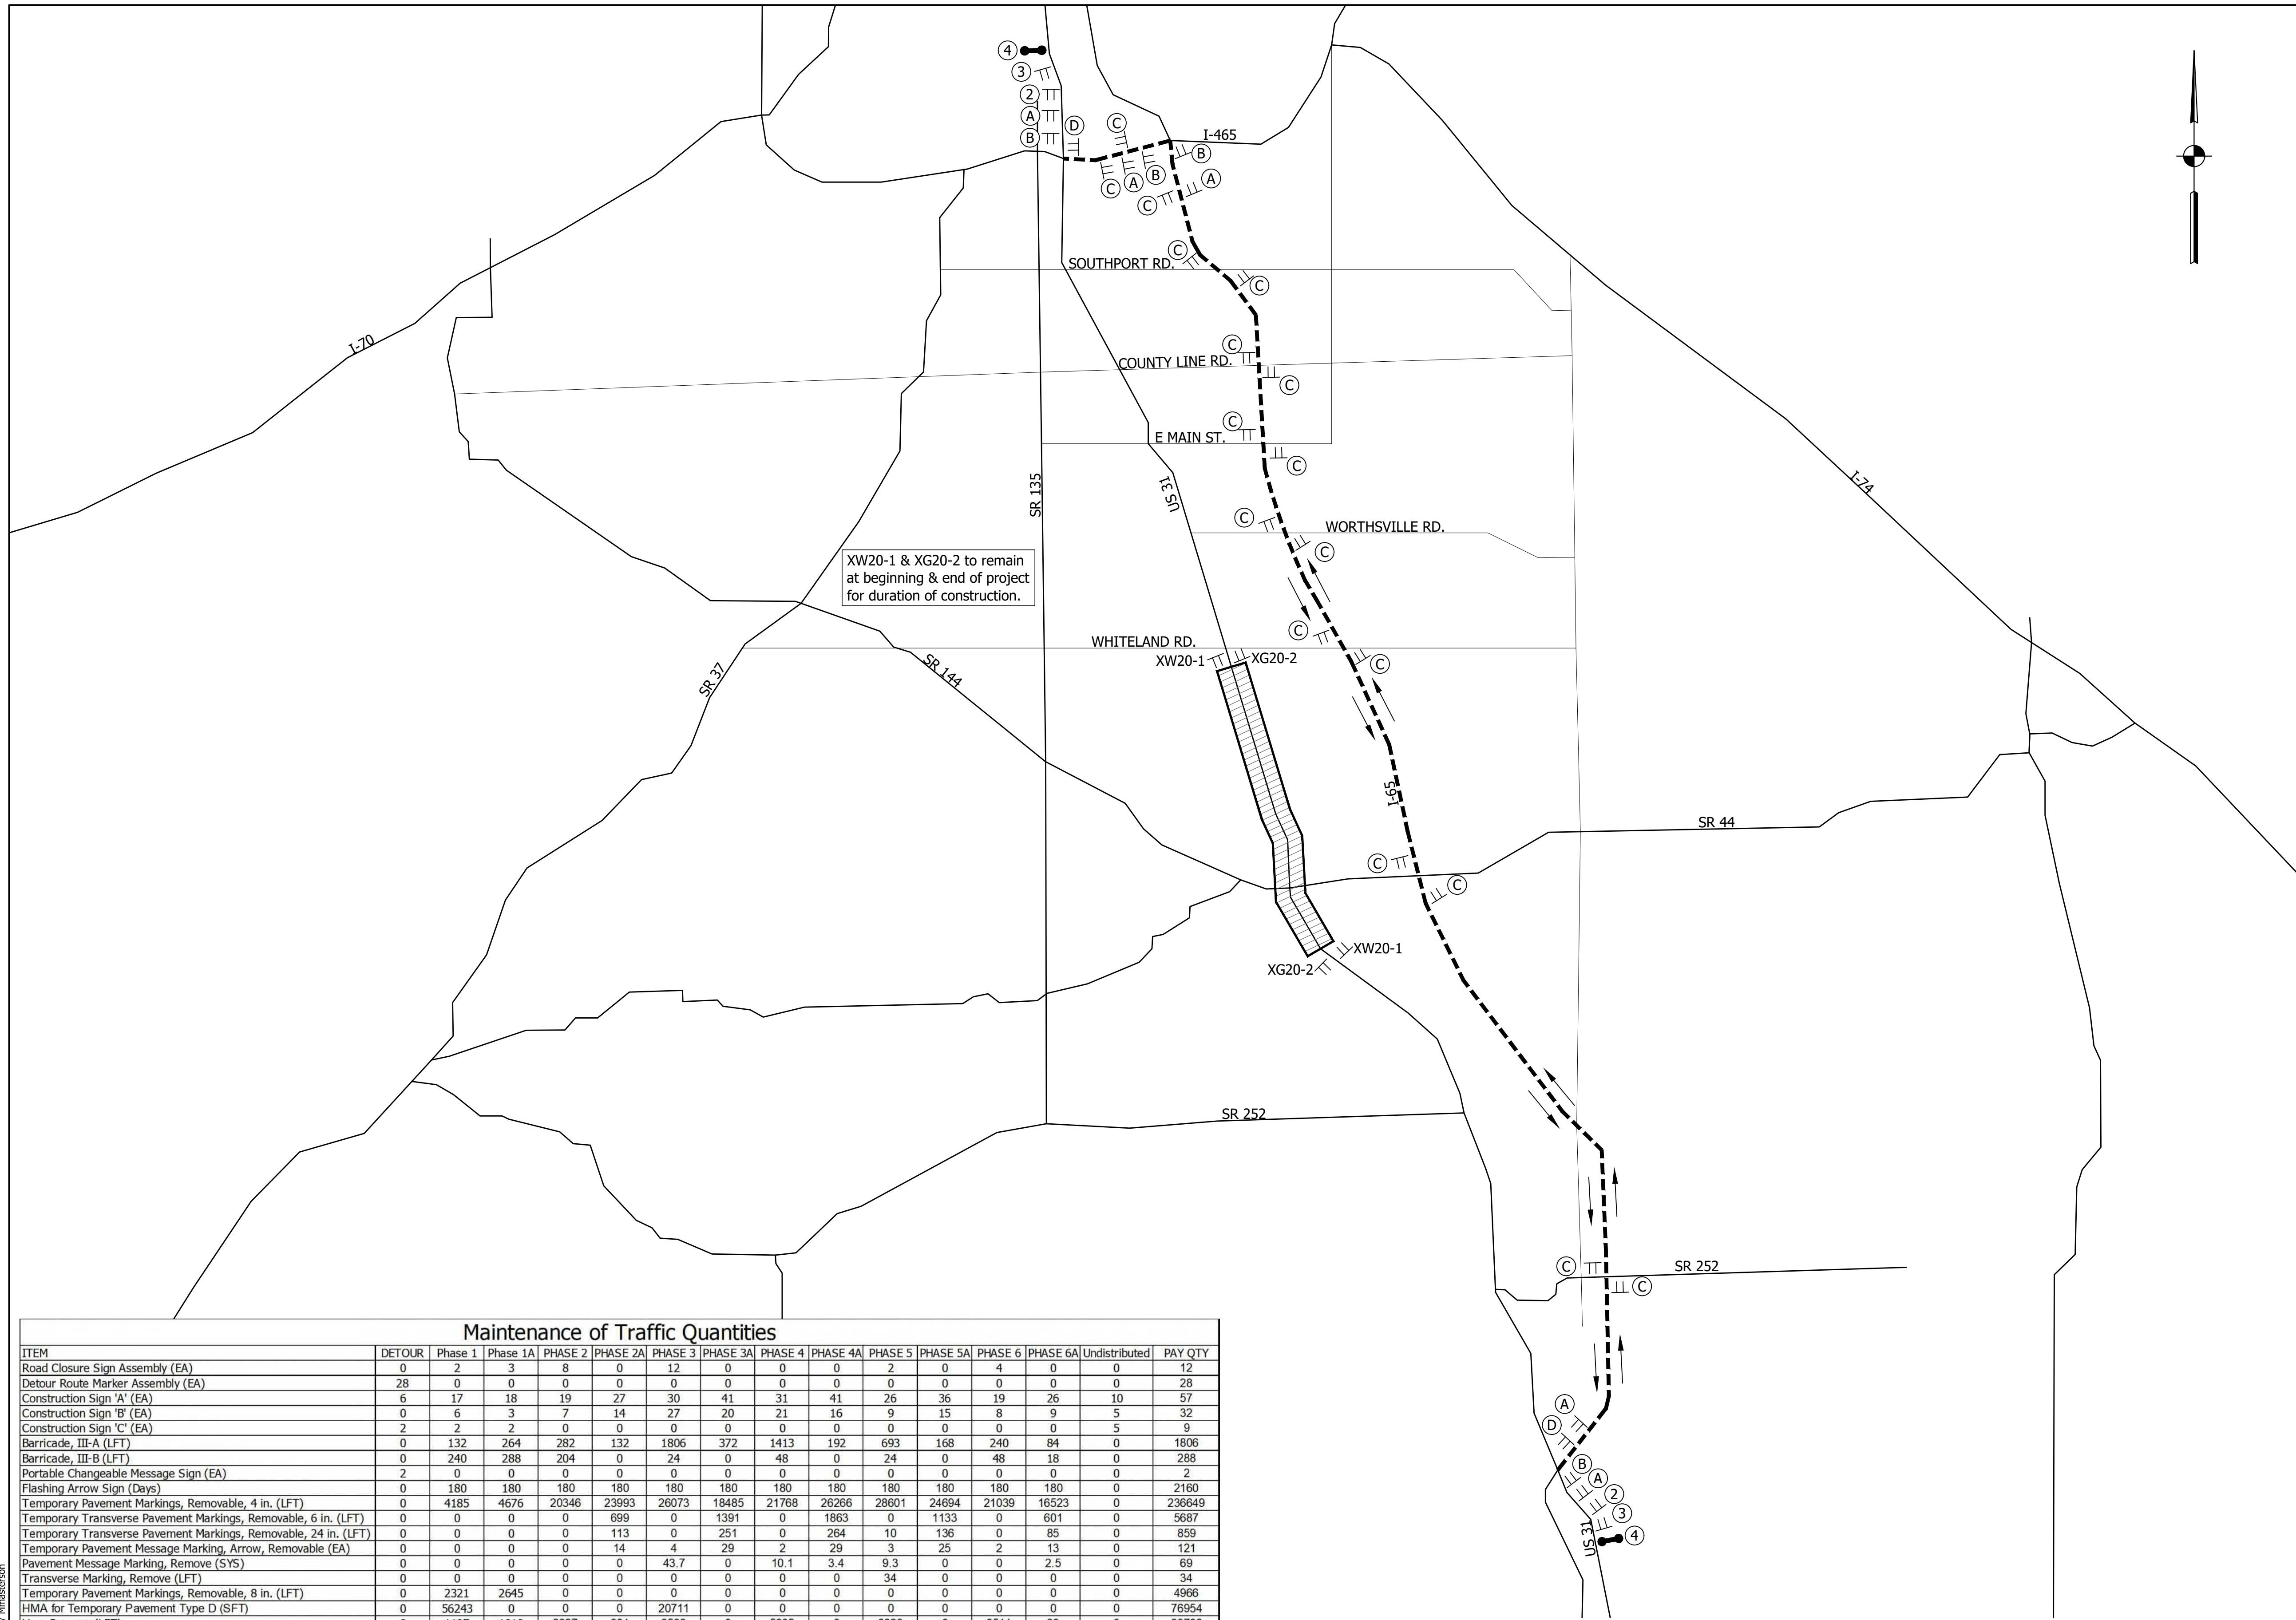 4
3
2
A
B
D
C
I-465
B
C
A
B
A
C
C
SOUTHPORT RD.
C
I-70
C
COUNTY LINE RD.
C
C
E MAIN ST.
C
SR 135
US 31
I-74
C
WORTHSVILLE RD.
C
XW20-1 & XG20-2 to remain
at beginning & end of project
for duration of construction.
C
WHITELAND RD.
XW20-1
XG20-2
C
SR 37
SR 144
I-65
SR 44
C
C
XW20-1
XG20-2
SR 252
C
SR 252
C
A
D
B
A
2
3
4
US 31
Maintenance of Traffic Quantities
ITEM DETOUR Phase 1 Phase 1A PHASE 2 PHASE 2A PHASE 3 PHASE 3A PHASE 4 PHASE 4A PHASE 5 PHASE 5A PHASE 6 PHASE 6A Undistributed PAY QTY
Road Closure Sign Assembly (EA) 0 2 3 8 0 12 0 0 0 2 0 4 0 0 12
Detour Route Marker Assembly (EA) 28 0 0 0 0 0 0 0 0 0 0 0 0 0 28
Construction Sign 'A' (EA) 6 17 18 19 27 30 41 31 41 26 36 19 26 10 57
Construction Sign 'B' (EA) 0 6 3 7 14 27 20 21 16 9 15 8 9 5 32
Construction Sign 'C' (EA) 2 2 2 0 0 0 0 0 0 0 0 0 0 5 9
Barricade, III-A (LFT) 0 132 264 282 132 1806 372 1413 192 693 168 240 84 0 1806
Barricade, III-B (LFT) 0 240 288 204 0 24 0 48 0 24 0 48 18 0 288
Portable Changeable Message Sign (EA) 2 0 0 0 0 0 0 0 0 0 0 0 0 0 2
Flashing Arrow Sign (Days) 0 180 180 180 180 180 180 180 180 180 180 180 180 0 2160
Temporary Pavement Markings, Removable, 4 in. (LFT) 0 4185 4676 20346 23993 26073 18485 21768 26266 28601 24694 21039 16523 0 236649
Temporary Transverse Pavement Markings, Removable, 6 in. (LFT) 0 0 0 0 699 0 1391 0 1863 0 1133 0 601 0 5687
Temporary Transverse Pavement Markings, Removable, 24 in. (LFT) 0 0 0 0 113 0 251 0 264 10 136 0 85 0 859
Temporary Pavement Message Marking, Arrow, Removable (EA) 0 0 0 0 14 4 29 2 29 3 25 2 13 0 121
Pavement Message Marking, Remove (SYS) 0 0 0 0 0 43.7 0 10.1 3.4 9.3 0 0 2.5 0 69
Transverse Marking, Remove (LFT) 0 0 0 0 0 0 0 0 0 34 0 0 0 0 34
Temporary Pavement Markings, Removable, 8 in. (LFT) 0 2321 2645 0 0 0 0 0 0 0 0 0 0 0 4966
HMA for Temporary Pavement Type D (SFT) 0 56243 0 0 0 20711 0 0 0 0 0 0 0 0 76954